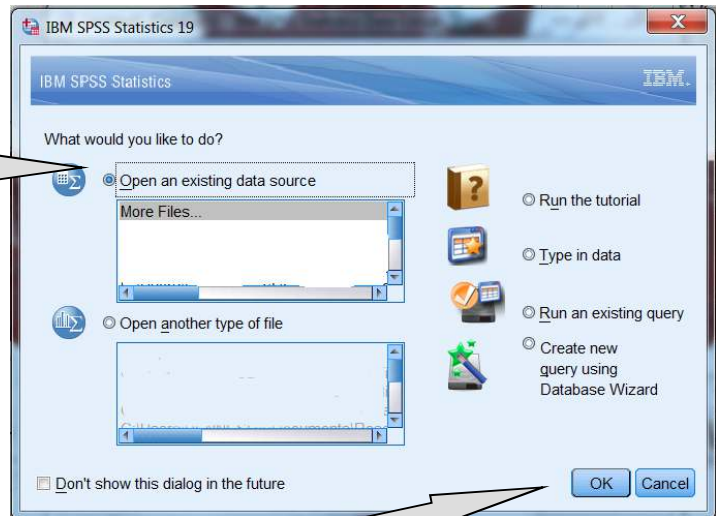 IBM SPSS Statistics 19
IBM SPSS Statistics
IBM.
What would you like to do?
Open an existing data source
More Files...
Open another type of file
Run the tutorial
Type in data
Run an existing query
Create new
query using
Database Wizard
Don't show this dialog in the future
OK
Cancel